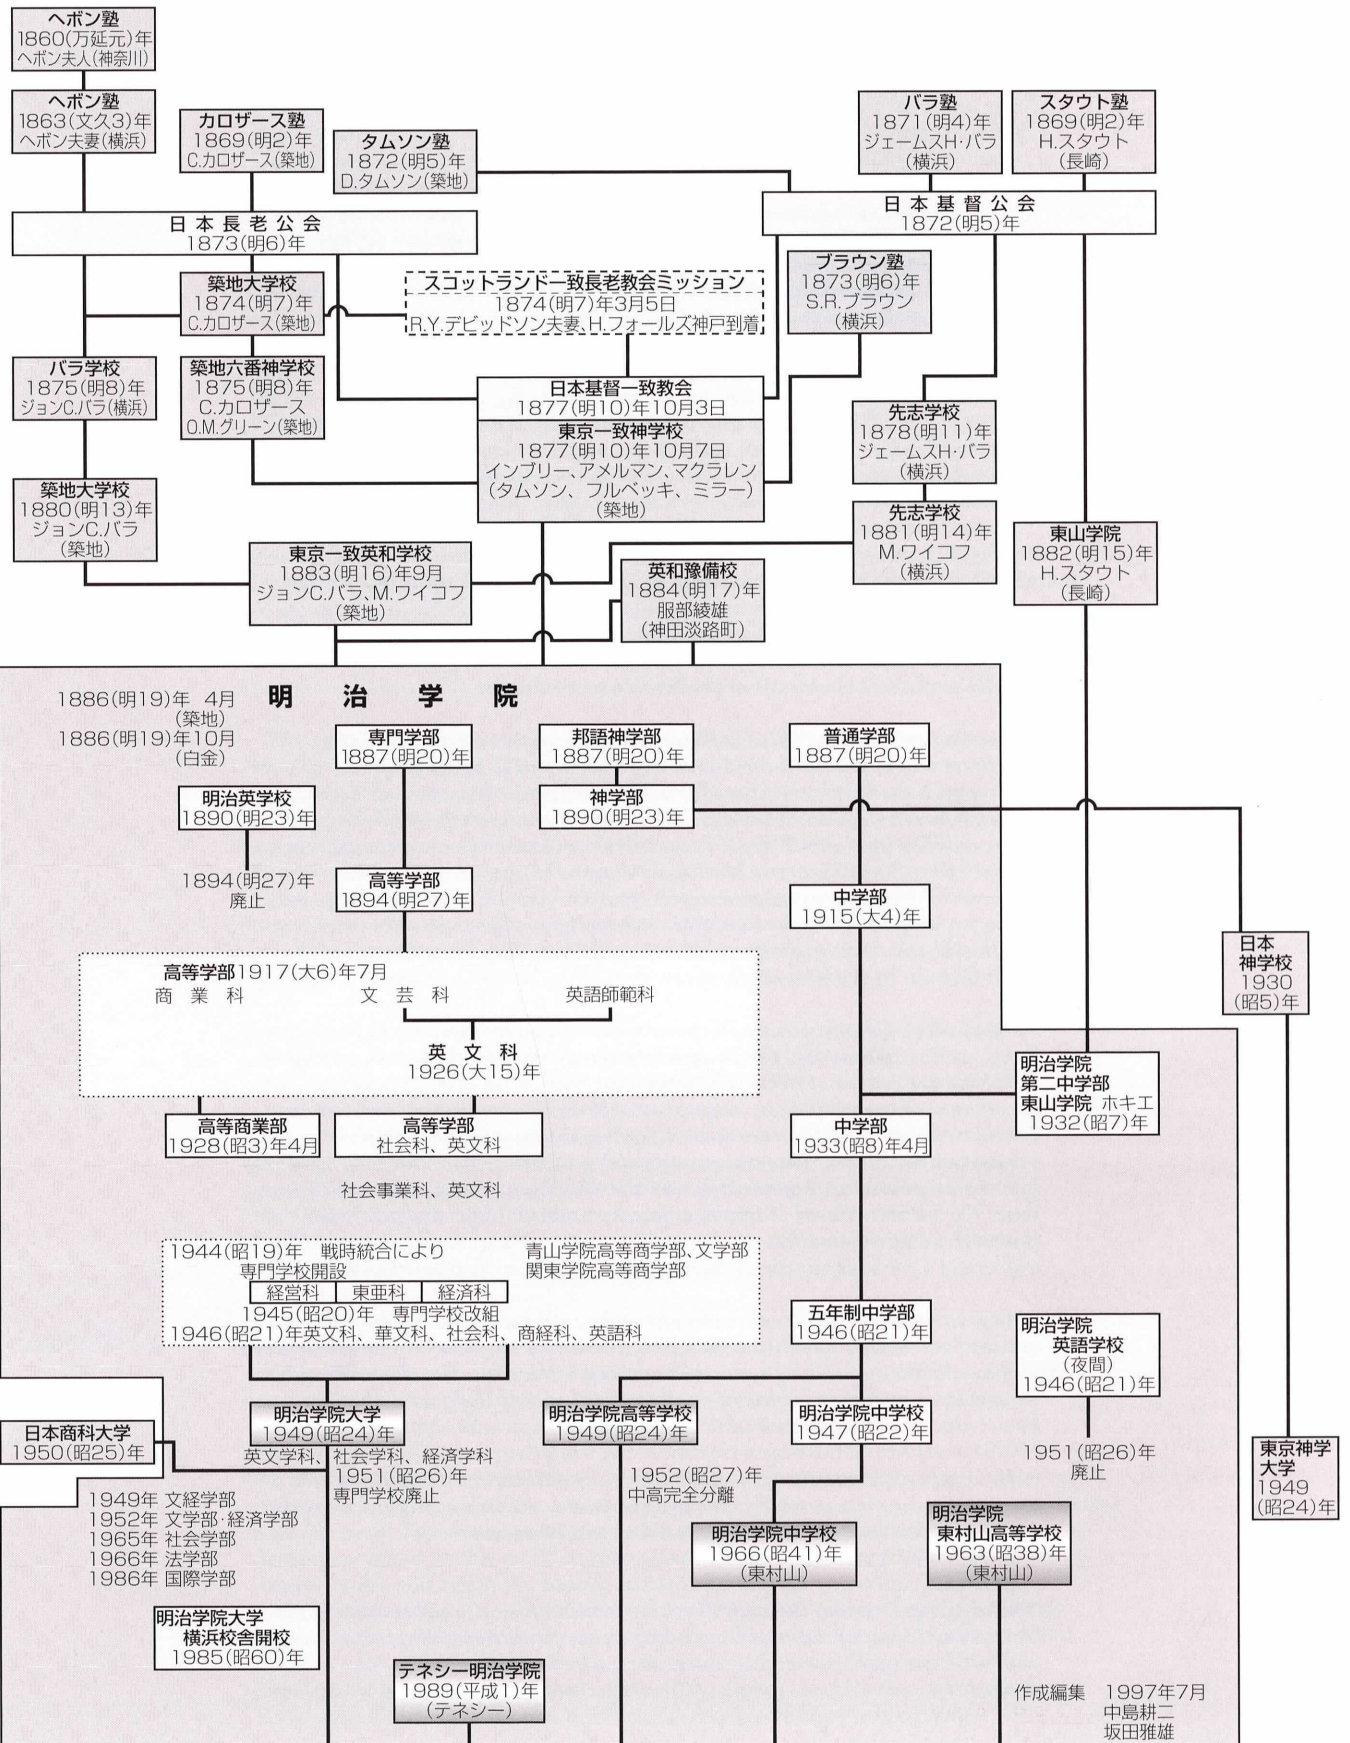 ヘボン塾
1860(万延元)年
ヘボン夫人(神奈川)
ヘボン塾
1863(文久3)年
ヘボン夫妻(横浜)
カロザース塾
1869(明2)年
C.カロザース(築地)
タムソン塾
1872(明5)年
D.タムソン(築地)
バラ塾
1871(明4)年
ジェームスH・バラ
(横浜)
スタウト塾
1869(明2)年
H.スタウト
(長崎)
日本長老公会
1873(明6)年
日本基督公会
1872(明5)年
築地大学校
1874(明7)年
C.カロザース(築地)
スコットランド一致長老教会ミッション
1874(明7)年3月5日
R.Y.デビッドソン夫妻、H.フォールズ神戸到着
ブラウン塾
1873(明6)年
S.R.ブラウン
(横浜)
バラ学校
1875(明8)年
ジョンC.バラ(横浜)
築地六番神学校
1875(明8)年
C.カロザース
O.M.グリーン(築地)
日本基督一致教会
1877(明10)年10月3日
東京一致神学校
1877(明10)年10月7日
インブリー、アメルマン、マクラレン
(タムソン、フルベッキ、ミラー)
(築地)
先志学校
1878(明11)年
ジェームスH・バラ
(横浜)
築地大学校
1880(明13)年
ジョンC.バラ
(築地)
先志学校
1881(明14)年
M.ワイコフ
(横浜)
東山学院
1882(明15)年
H.スタウト
(長崎)
東京一致英和学校
1883(明16)年9月
ジョンC.バラ、M.ワイコフ
(築地)
英和豫備校
1884(明17)年
服部綾雄
(神田淡路町)
明治学院
1886(明19)年 4月
(築地)
1886(明19)年10月
(白金)
専門学部
1887(明20)年
邦語神学部
1887(明20)年
普通学部
1887(明20)年
明治英学校
1890(明23)年
神学部
1890(明23)年
1894(明27)年
廃止
高等学部
1894(明27)年
中学部
1915(大4)年
日本
神学校
1930
(昭5)年
高等学部1917(大6)年7月
商業科 文芸科 英語師範科
英文科
1926(大15)年
明治学院
第二中学部
東山学院 ホキエ
1932(昭7)年
高等商業部
1928(昭3)年4月
高等学部
社会科、英文科
中学部
1933(昭8)年4月
社会事業科、英文科
1944(昭19)年 戦時統合により 青山学院高等商学部、文学部
専門学校開設 関東学院高等商学部
経営科 東亜科 経済科
1945(昭20)年 専門学校改組
1946(昭21)年英文科、華文科、社会科、商経科、英語科
五年制中学部
1946(昭21)年
明治学院
英語学校
(夜間)
1946(昭21)年
日本商科大学
1950(昭25)年
明治学院大学
1949(昭24)年
英文学科、社会学科、経済学科
1951(昭26)年
専門学校廃止
明治学院高等学校
1949(昭24)年
明治学院中学校
1947(昭22)年
1952(昭27)年
中高完全分離
1951(昭26)年
廃止
東京神学
大学
1949
(昭24)年
1949年 文経学部
1952年 文学部・経済学部
1965年 社会学部
1966年 法学部
1986年 国際学部
明治学院中学校
1966(昭41)年
(東村山)
明治学院
東村山高等学校
1963(昭38)年
(東村山)
明治学院大学
横浜校舎開校
1985(昭60)年
テネシー明治学院
1989(平成1)年
(テネシー)
作成編集 1997年7月
中島耕二
坂田雅雄